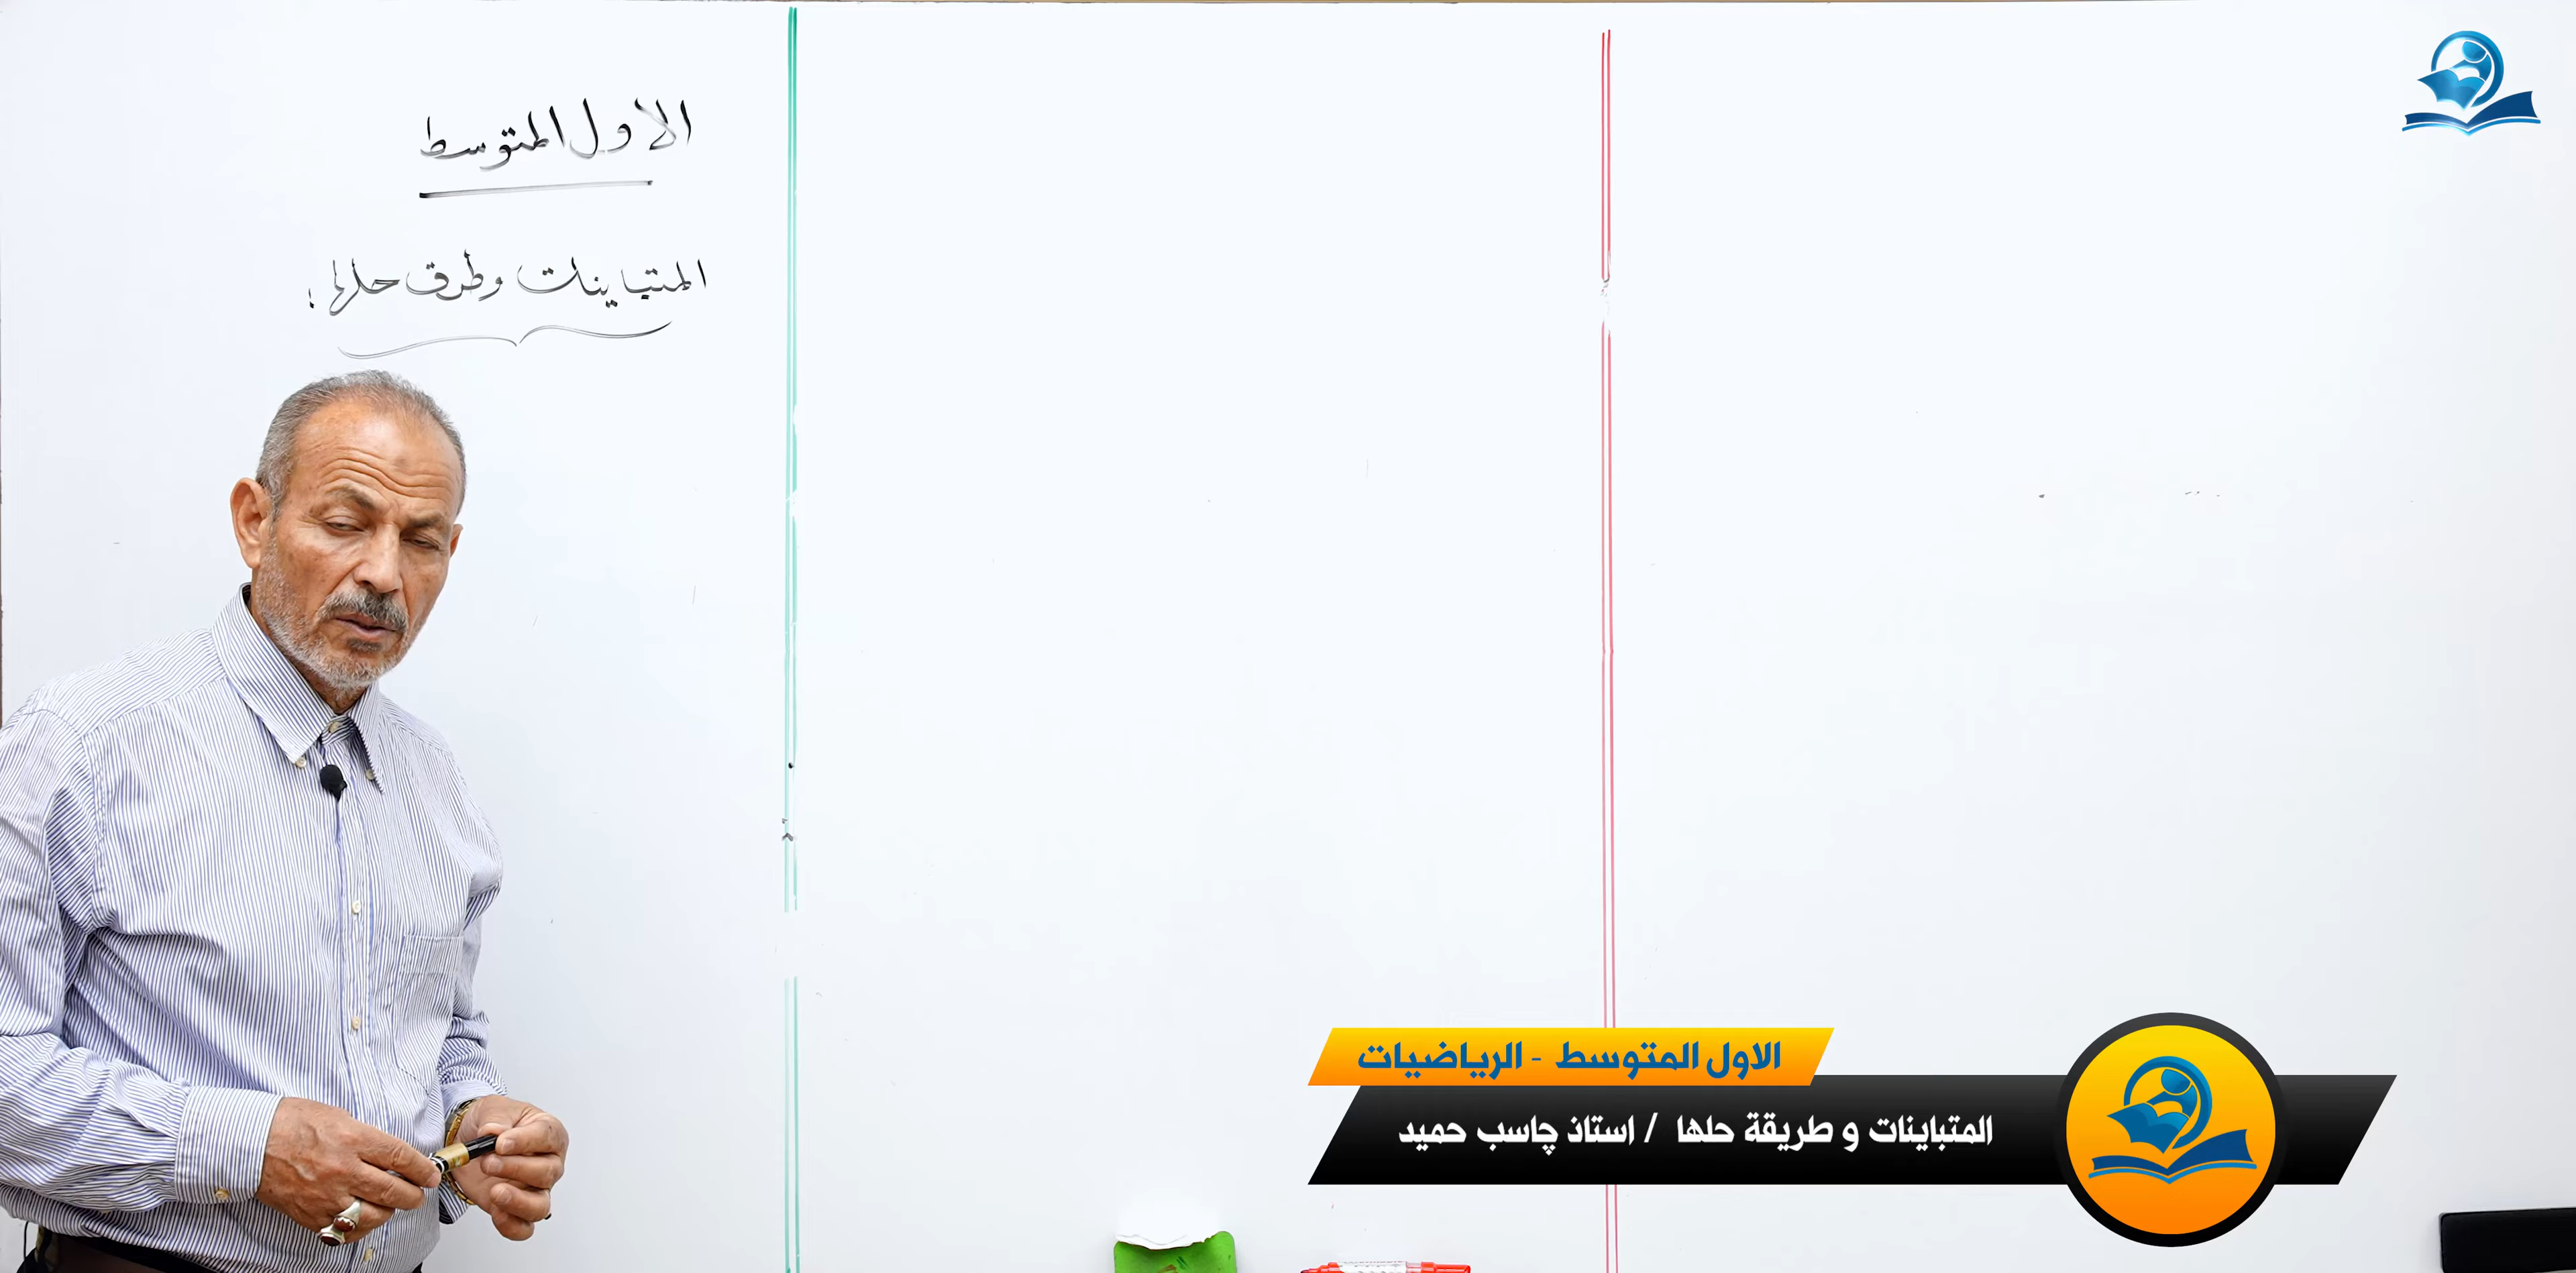 الاول المتوسط
المتباينات وطرق حلها :
الاول المتوسط - الرياضيات
المتباينات و طريقة حلها / استاذ چاسب حميد